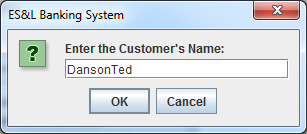 ES&L Banking System
Enter the Customer's Name:
DansonTed
OK
Cancel